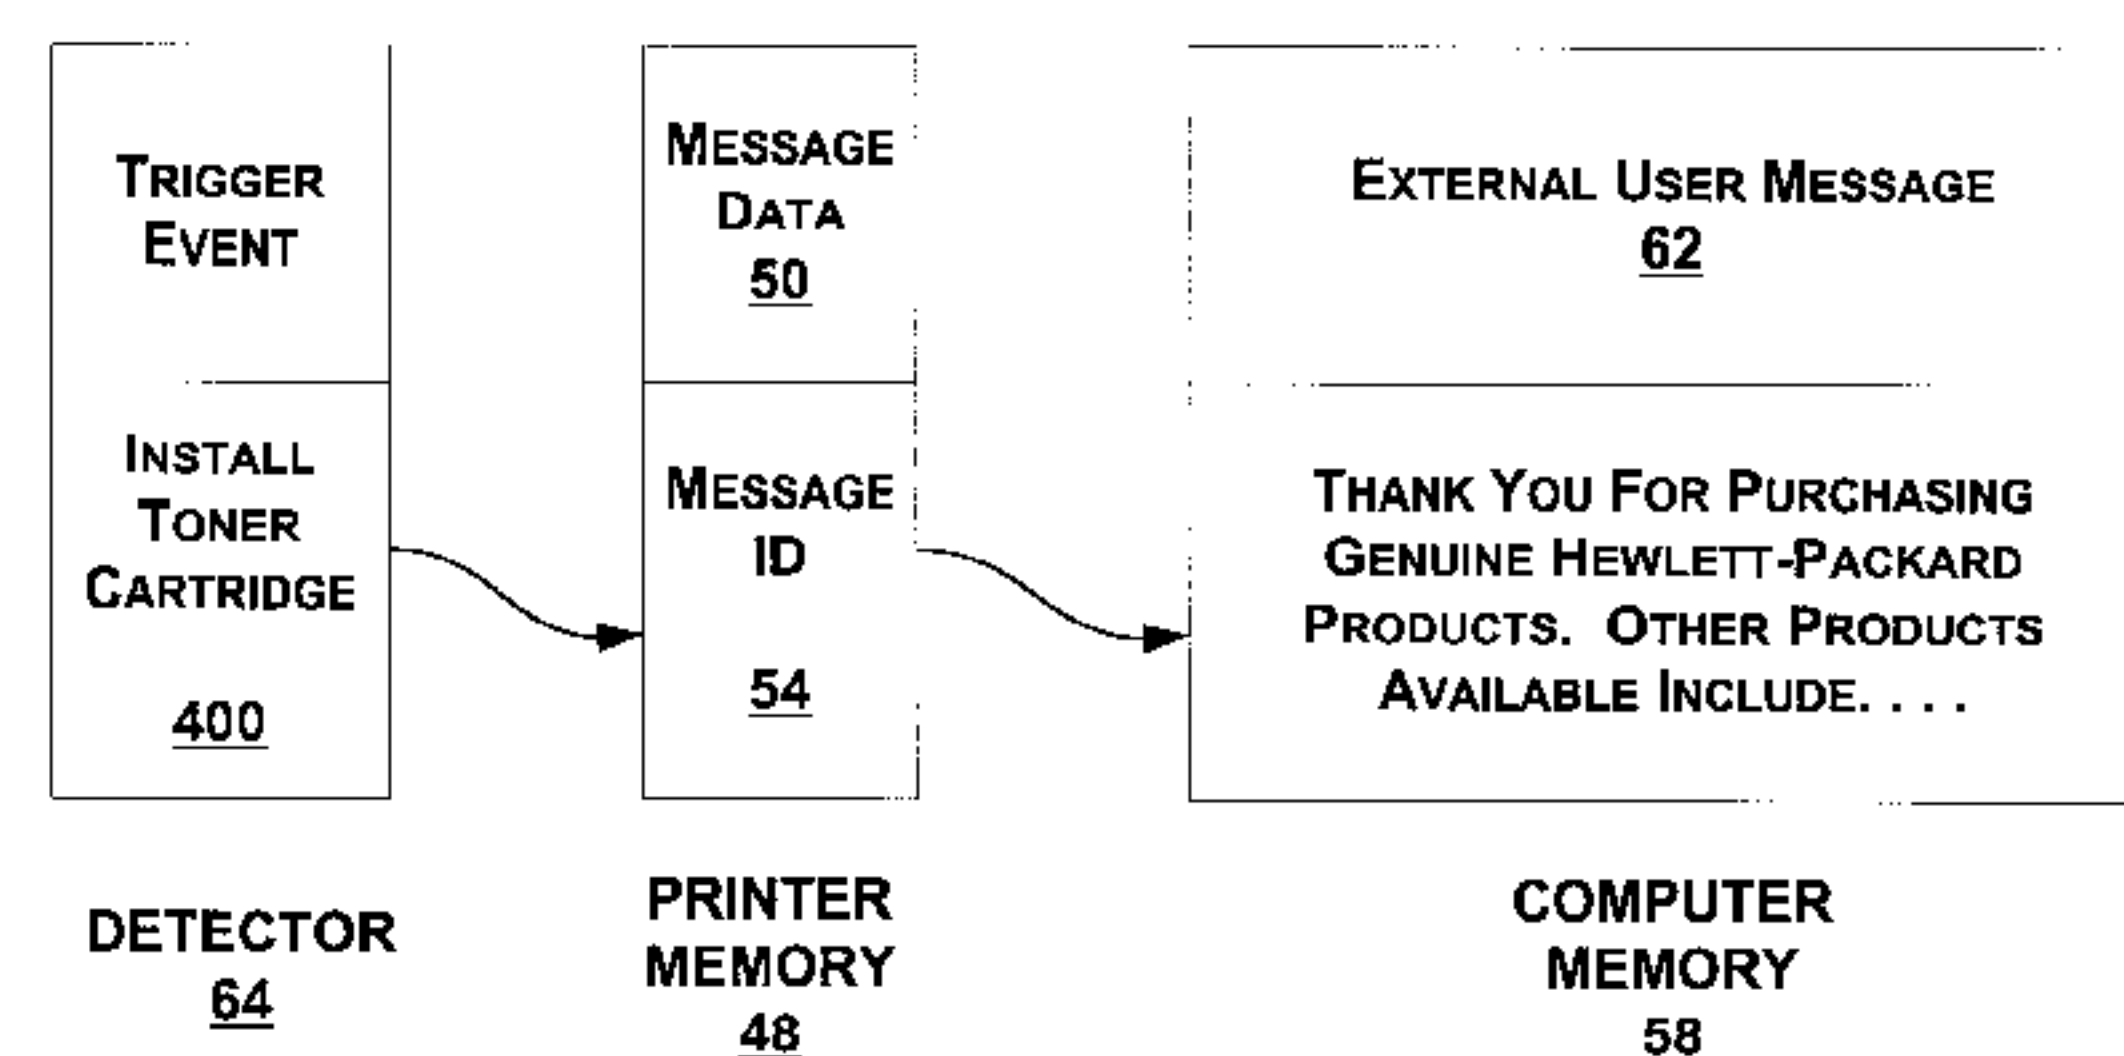 TRIGGER
EVENT
INSTALL
TONER
CARTRIDGE
400
DETECTOR
64
MESSAGE
DATA
50
MESSAGE
ID
54
PRINTER
MEMORY
48
EXTERNAL USER MESSAGE
62
THANK YOU FOR PURCHASING
GENUINE HEWLETT-PACKARD
PRODUCTS. OTHER PRODUCTS
AVAILABLE INCLUDE. . . .
COMPUTER
MEMORY
58